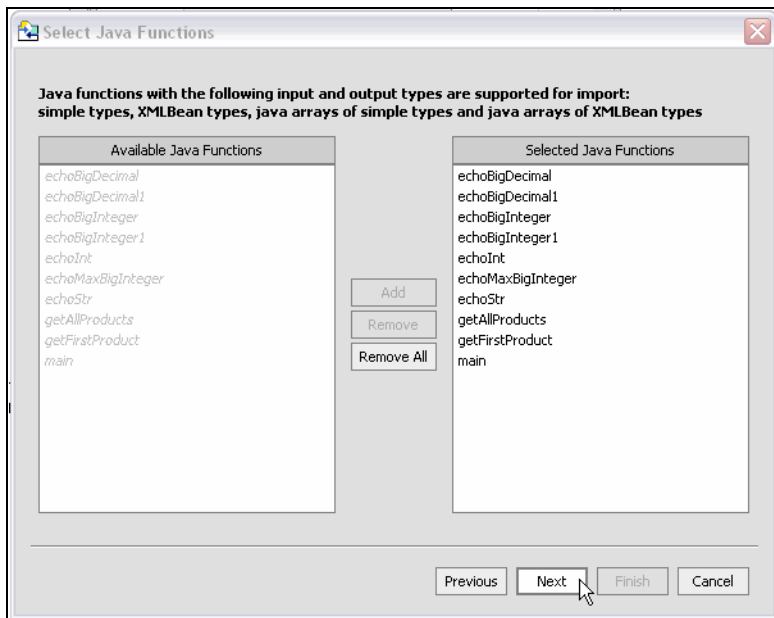 Select Java Functions
Java functions with the following input and output types are supported for import:
simple types, XMLBean types, java arrays of simple types and java arrays of XMLBean types
Available Java Functions
echoBigDecimal
echoBigDecimal1
echoBigInteger
echoBigInteger1
echoInt
echoMaxBigInteger
echoStr
getAllProducts
getFirstProduct
main
Add
Remove
Remove All
Selected Java Functions
echoBigDecimal
echoBigDecimal1
echoBigInteger
echoBigInteger1
echoInt
echoMaxBigInteger
echoStr
getAllProducts
getFirstProduct
main
Previous
Next
Finish
Cancel